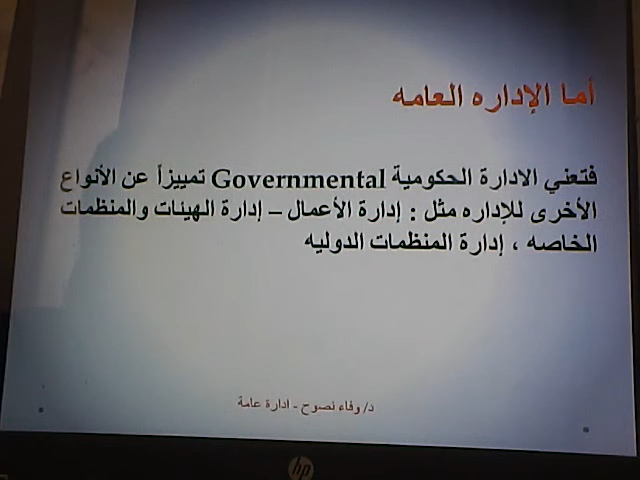 أما الإداره العامه
فتعني الادارة الحكومية Governmental تمييزاً عن الأنواع
الأخرى للإداره مثل : إدارة الأعمال – إدارة الهيئات والمنظمات
الخاصه ، إدارة المنظمات الدوليه
د/ وفاء نصوح - ادارة عامة
hp